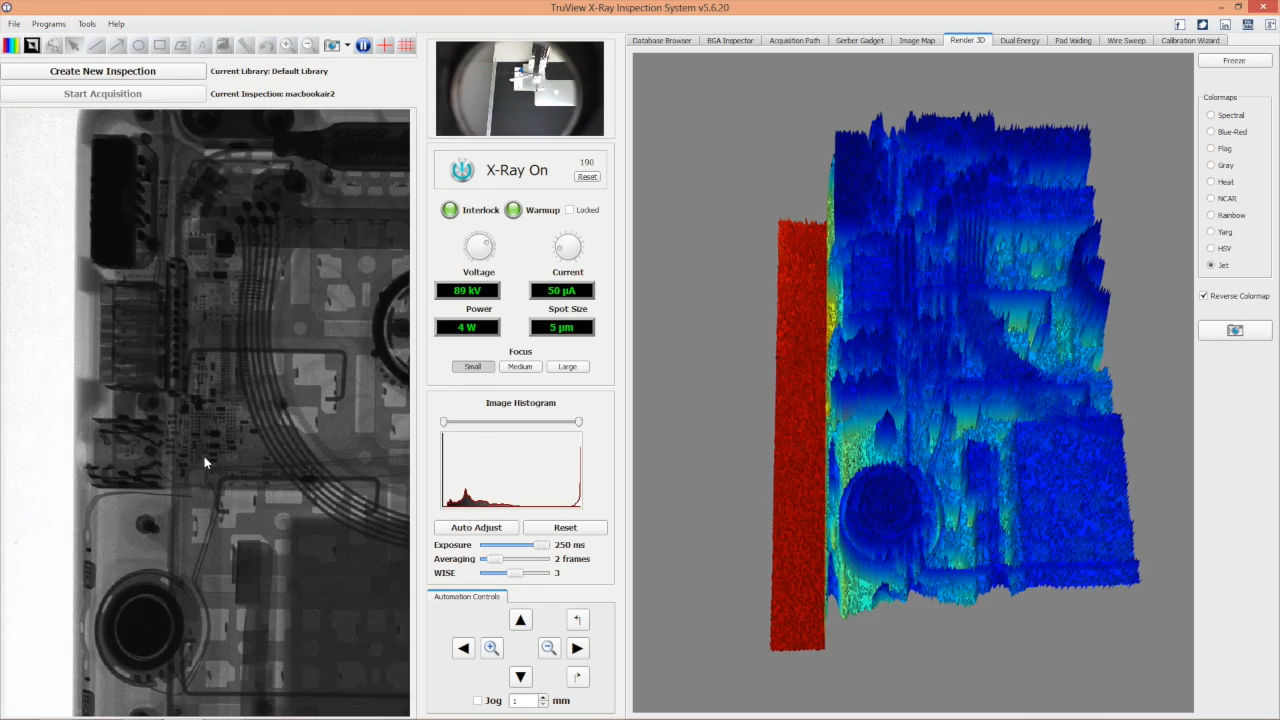 TruView X-Ray Inspection System v5.6.20
File Programs Tools Help
Create New Inspection
Current Library: Default Library
Start Acquisition
Current Inspection: macbookair2
X-Ray On
190
Reset
Interlock
Warmup
Locked
Voltage
Current
89 kV
50 µA
Power
Spot Size
4 W
5 µm
Focus
Small
Medium
Large
Image Histogram
Auto Adjust
Reset
Exposure
250 ms
Averaging
2 frames
WISE
3
Automation Controls
Jog
1
mm
Database Browser
BGA Inspector
Acquisition Path
Gerber Gadget
Image Map
Render 3D
Dual Energy
Pad Voiding
Wire Sweep
Calibration Wizard
Freeze
Colormaps
Spectral
Blue-Red
Flag
Gray
Heat
NCAR
Rainbow
Yarg
HSV
Jet
Reverse Colormap